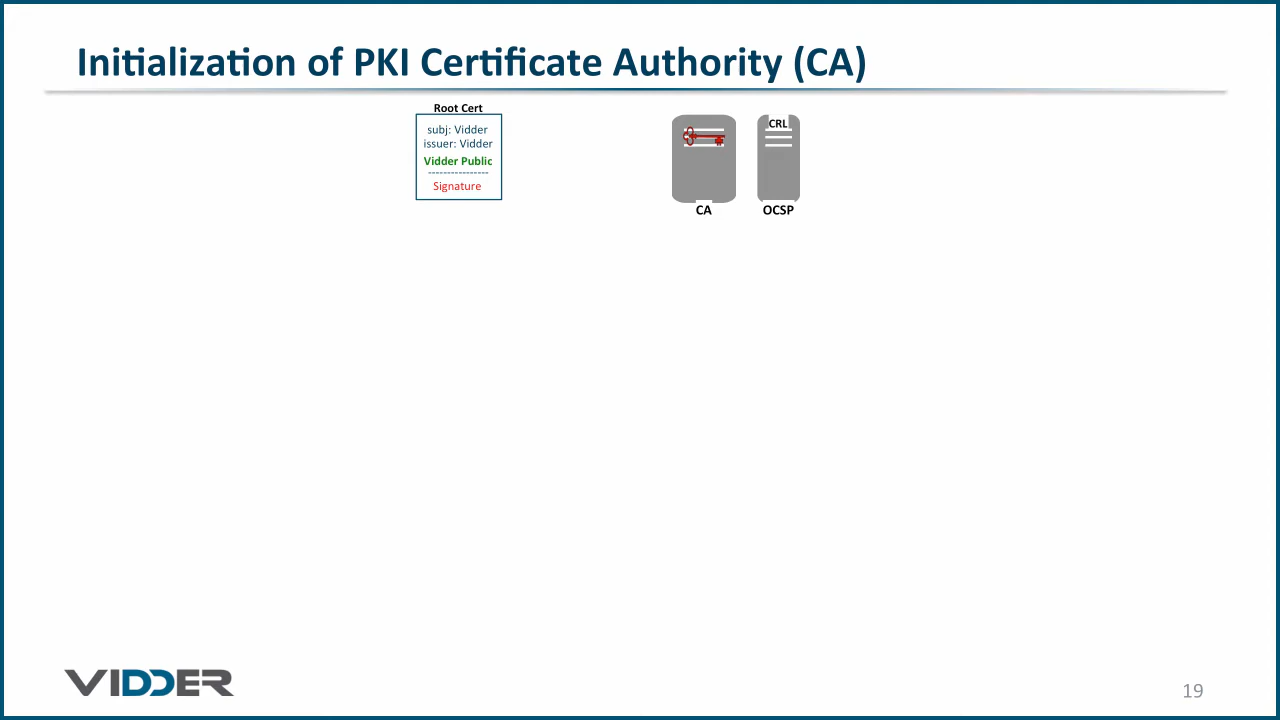 Initialization of PKI Certificate Authority (CA)
Root Cert
subj: Vidder
issuer: Vidder
Vidder Public
----------------
Signature
CRL
CA
OCSP
VIDDER
19